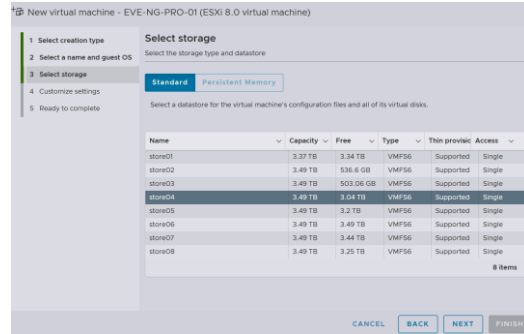 New virtual machine - EVE-NG-PRO-01 (ESXi 8.0 virtual machine)
1 Select creation type
2 Select a name and guest OS
3 Select storage
4 Customize settings
5 Ready to complete
Select storage
Select the storage type and datastore
Standard Persistent Memory
Select a datastore for the virtual machine's configuration files and all of its virtual disks.
Name Capacity Free Type Thin provisic Access
store01 3.37 TB 3.34 TB VMFS6 Supported Single
store02 3.49 TB 536.6 GB VMFS6 Supported Single
store03 3.49 TB 503.06 GB VMFS6 Supported Single
store04 3.49 TB 3.04 TB VMFS6 Supported Single
store05 3.49 TB 3.2 TB VMFS6 Supported Single
store06 3.49 TB 3.49 TB VMFS6 Supported Single
store07 3.49 TB 3.44 TB VMFS6 Supported Single
store08 3.49 TB 3.25 TB VMFS6 Supported Single
8 items
CANCEL BACK NEXT FINISH